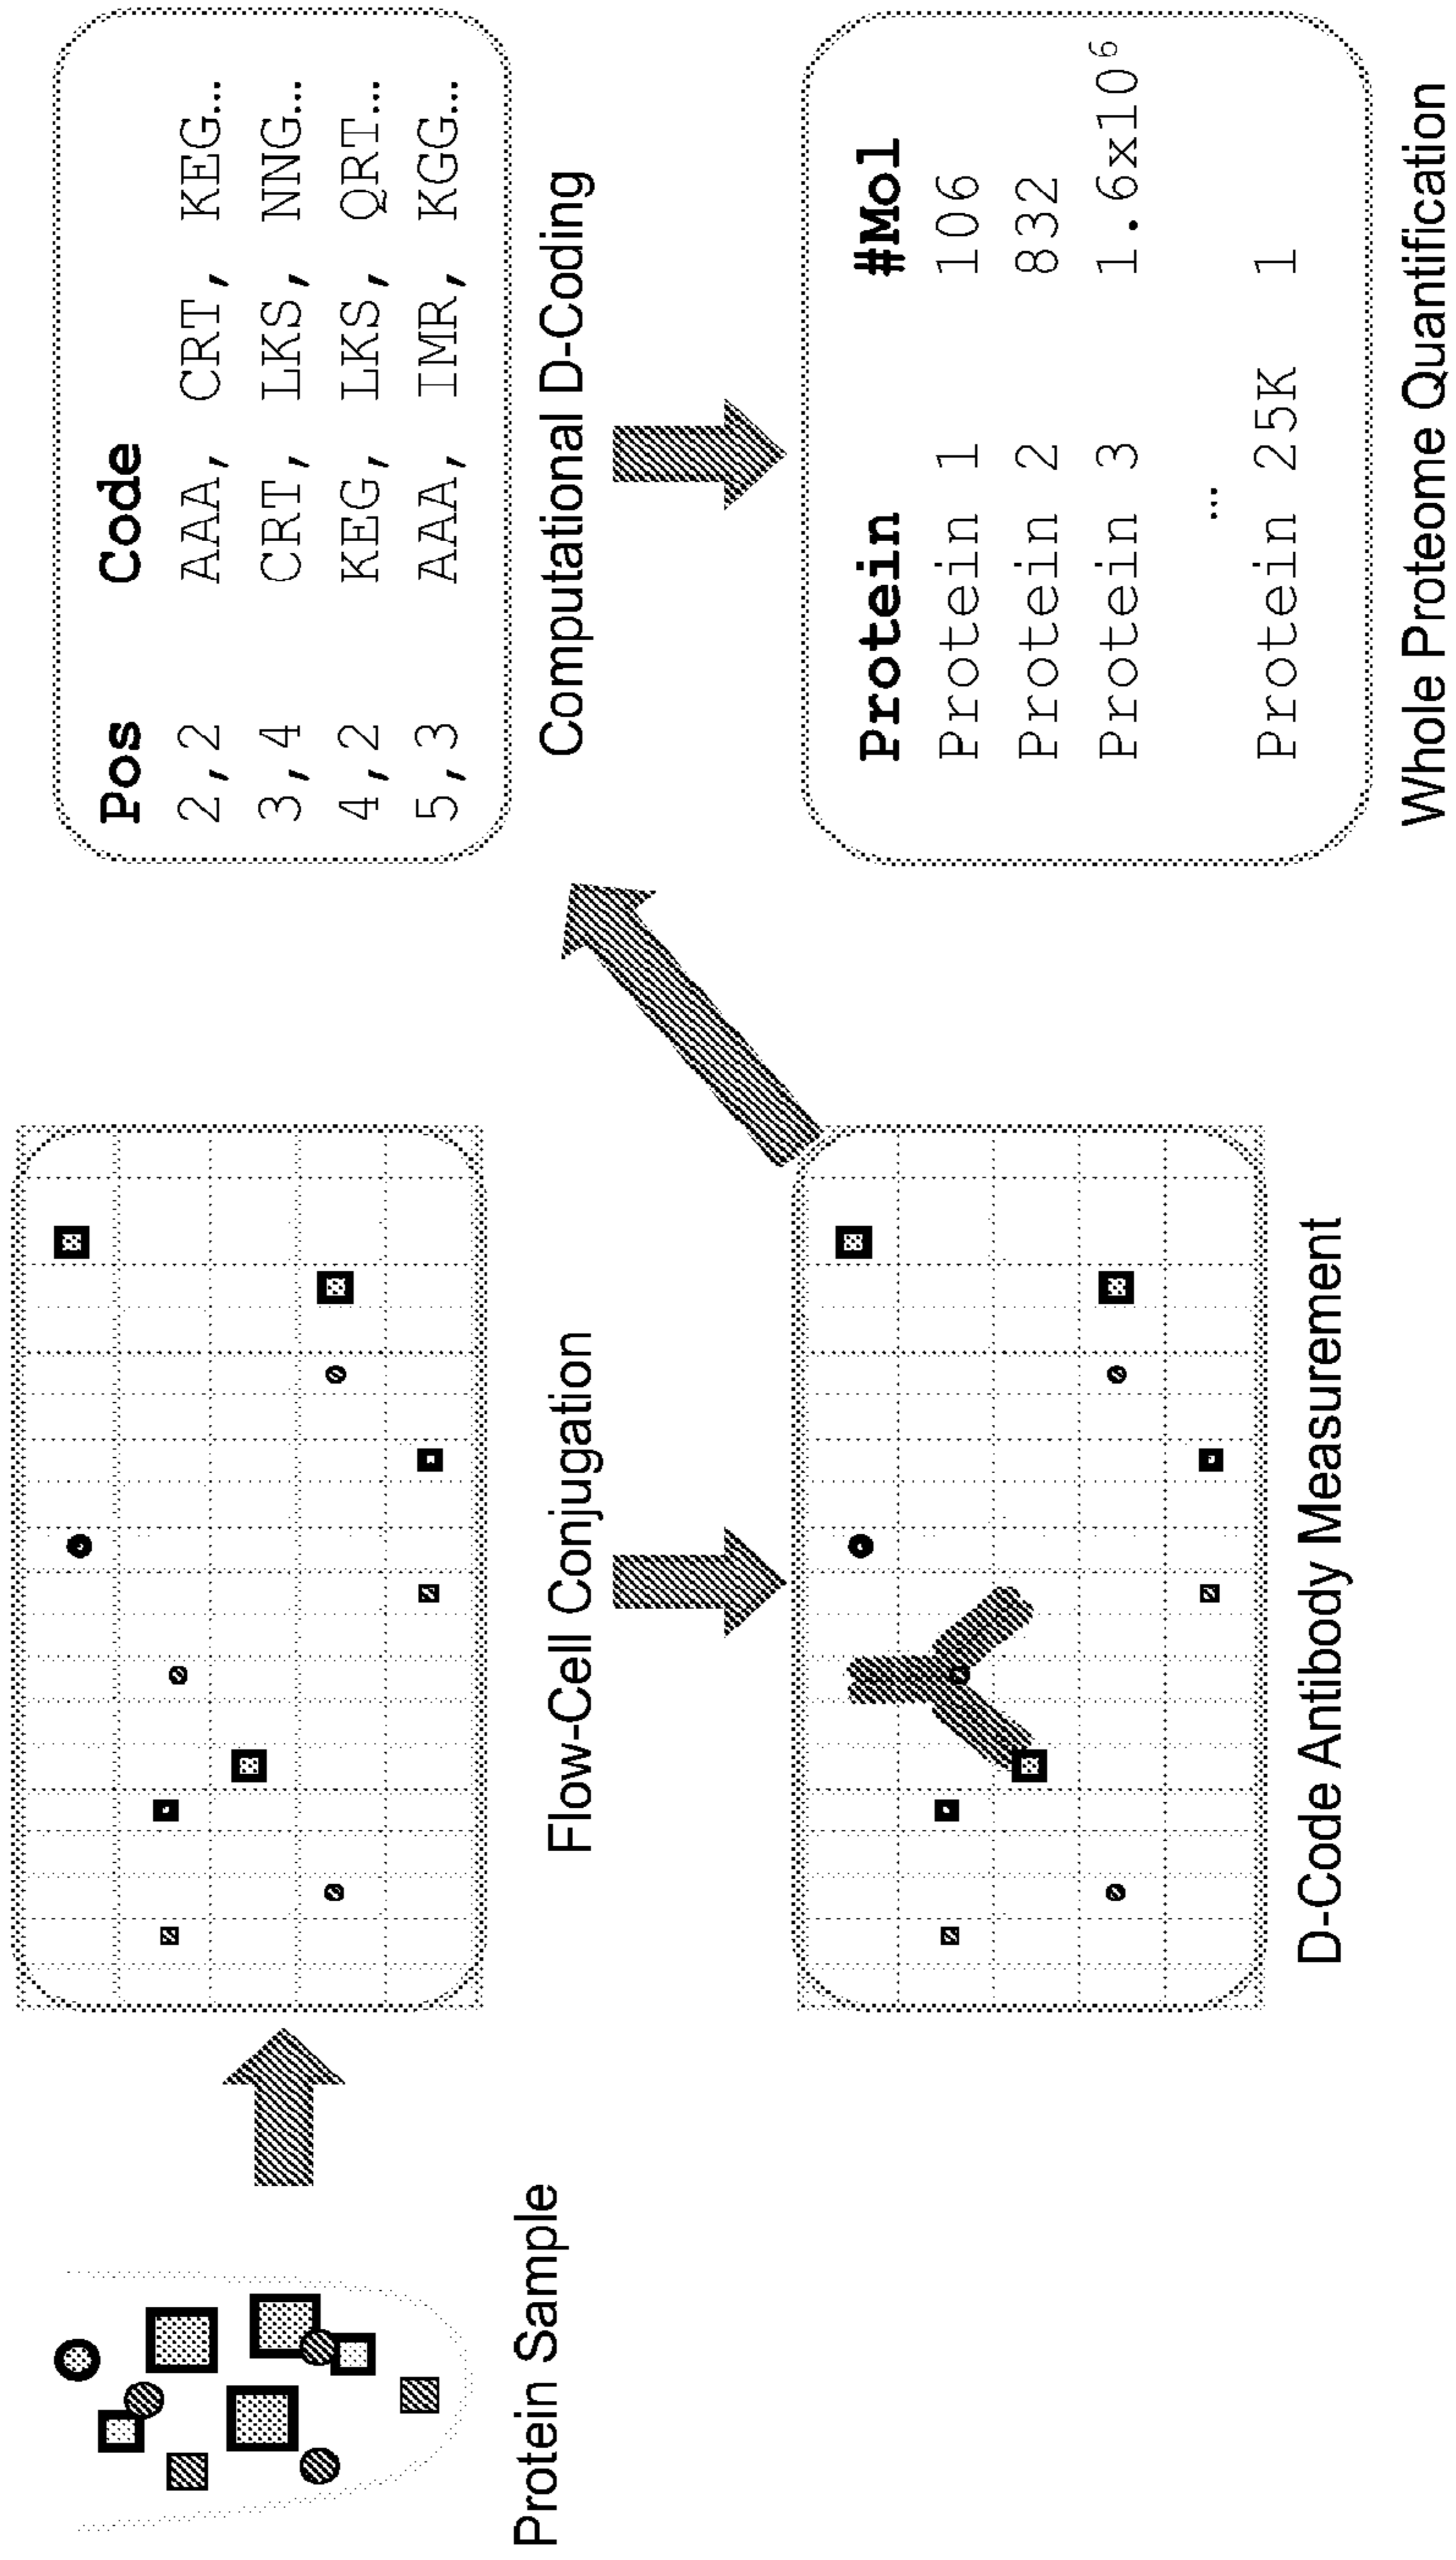 Protein Sample
Flow-Cell Conjugation
D-Code Antibody Measurement
Pos Code
2,2 AAA, CRT, KEG…
3,4 CRT, LKS, NNG…
4,2 KEG, LKS, QRT…
5,3 AAA, IMR, KGG…
Computational D-Coding
Protein #Mol
Protein 1 106
Protein 2 832
Protein 3 1.6x10⁶
…
Protein 25K 1
Whole Proteome Quantification